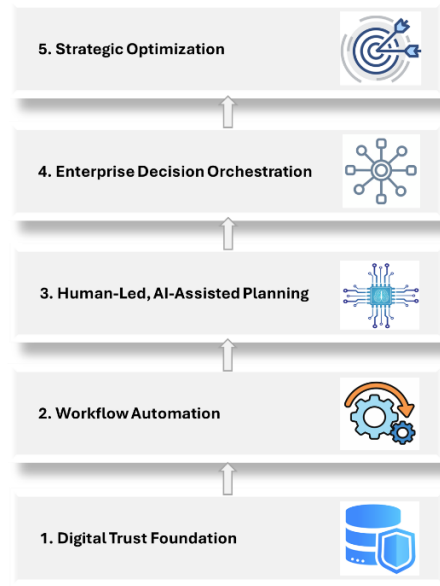 5. Strategic Optimization
4. Enterprise Decision Orchestration
3. Human-Led, AI-Assisted Planning
2. Workflow Automation
1. Digital Trust Foundation